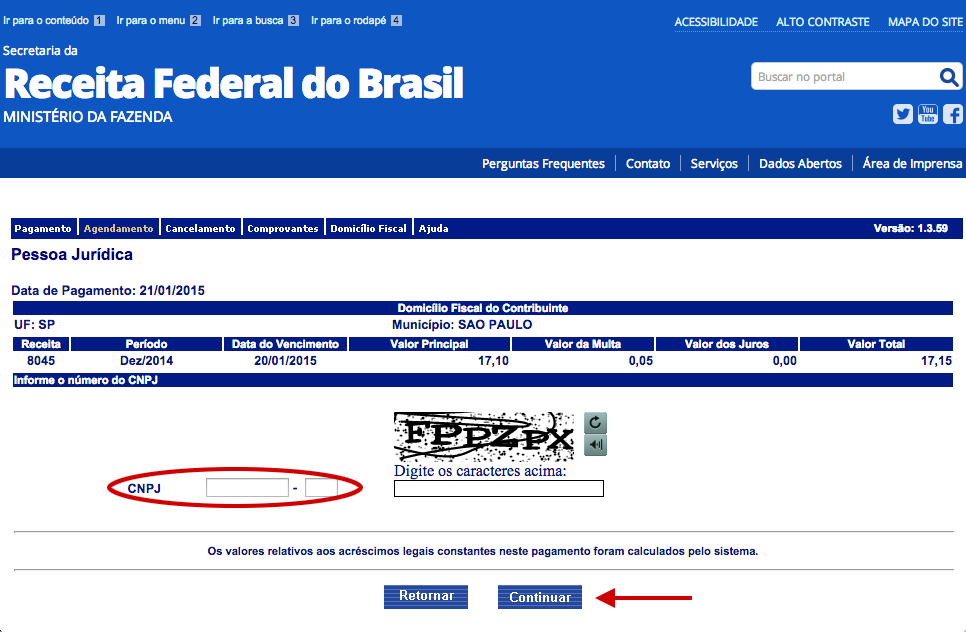 Ir para o conteúdo 1 Ir para o menu 2 Ir para a busca 3 Ir para o rodapé 4
ACESSIBILIDADE ALTO CONTRASTE MAPA DO SITE
Secretaria da
Receita Federal do Brasil
MINISTÉRIO DA FAZENDA
Buscar no portal
You Tube
Perguntas Frequentes Contato Serviços Dados Abertos Área de Imprensa
Pagamento Agendamento Cancelamento Comprovantes Domicílio Fiscal Ajuda Versão: 1.3.59
Pessoa Jurídica
Data de Pagamento: 21/01/2015
Domicílio Fiscal do Contribuinte
UF: SP Município: SAO PAULO
Receita Período Data do Vencimento Valor Principal Valor da Multa Valor dos Juros Valor Total
8045 Dez/2014 20/01/2015 17,10 0,05 0,00 17,15
Informe o número do CNPJ
FPPZPX
Digite os caracteres acima:
CNPJ -
Os valores relativos aos acréscimos legais constantes neste pagamento foram calculados pelo sistema.
Retornar Continuar